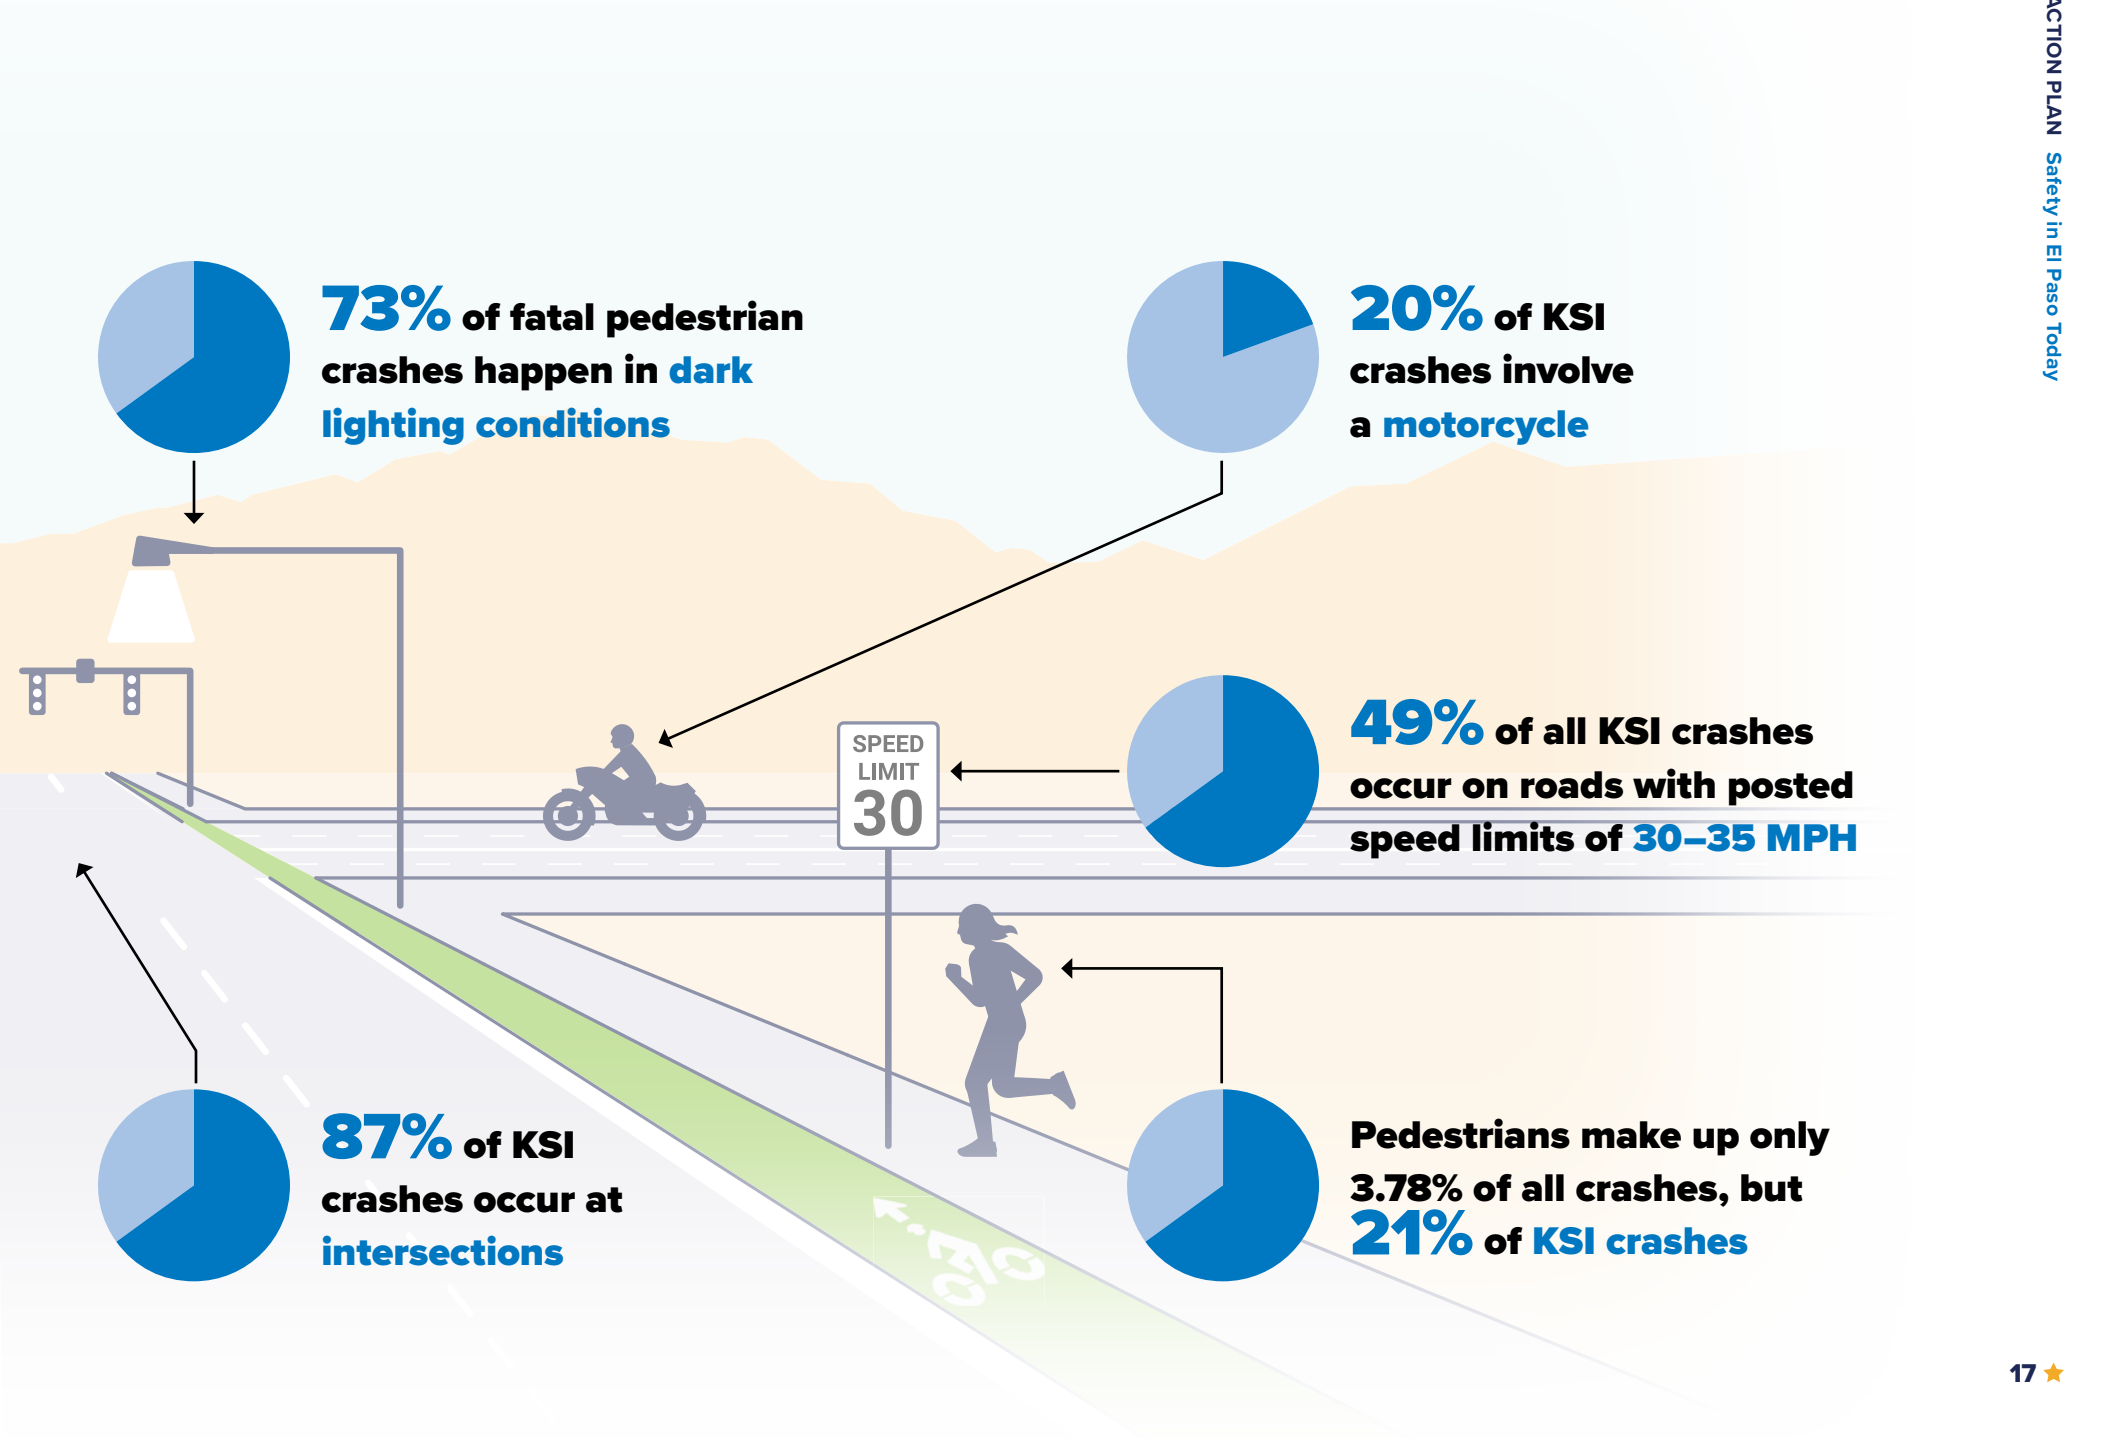 ACTION PLAN Safety in El Paso Today
73% of fatal pedestrian
crashes happen in dark
lighting conditions
20% of KSI
crashes involve
a motorcycle
SPEED
LIMIT
30
49% of all KSI crashes
occur on roads with posted
speed limits of 30–35 MPH
87% of KSI
crashes occur at
intersections
Pedestrians make up only
3.78% of all crashes, but
21% of KSI crashes
17